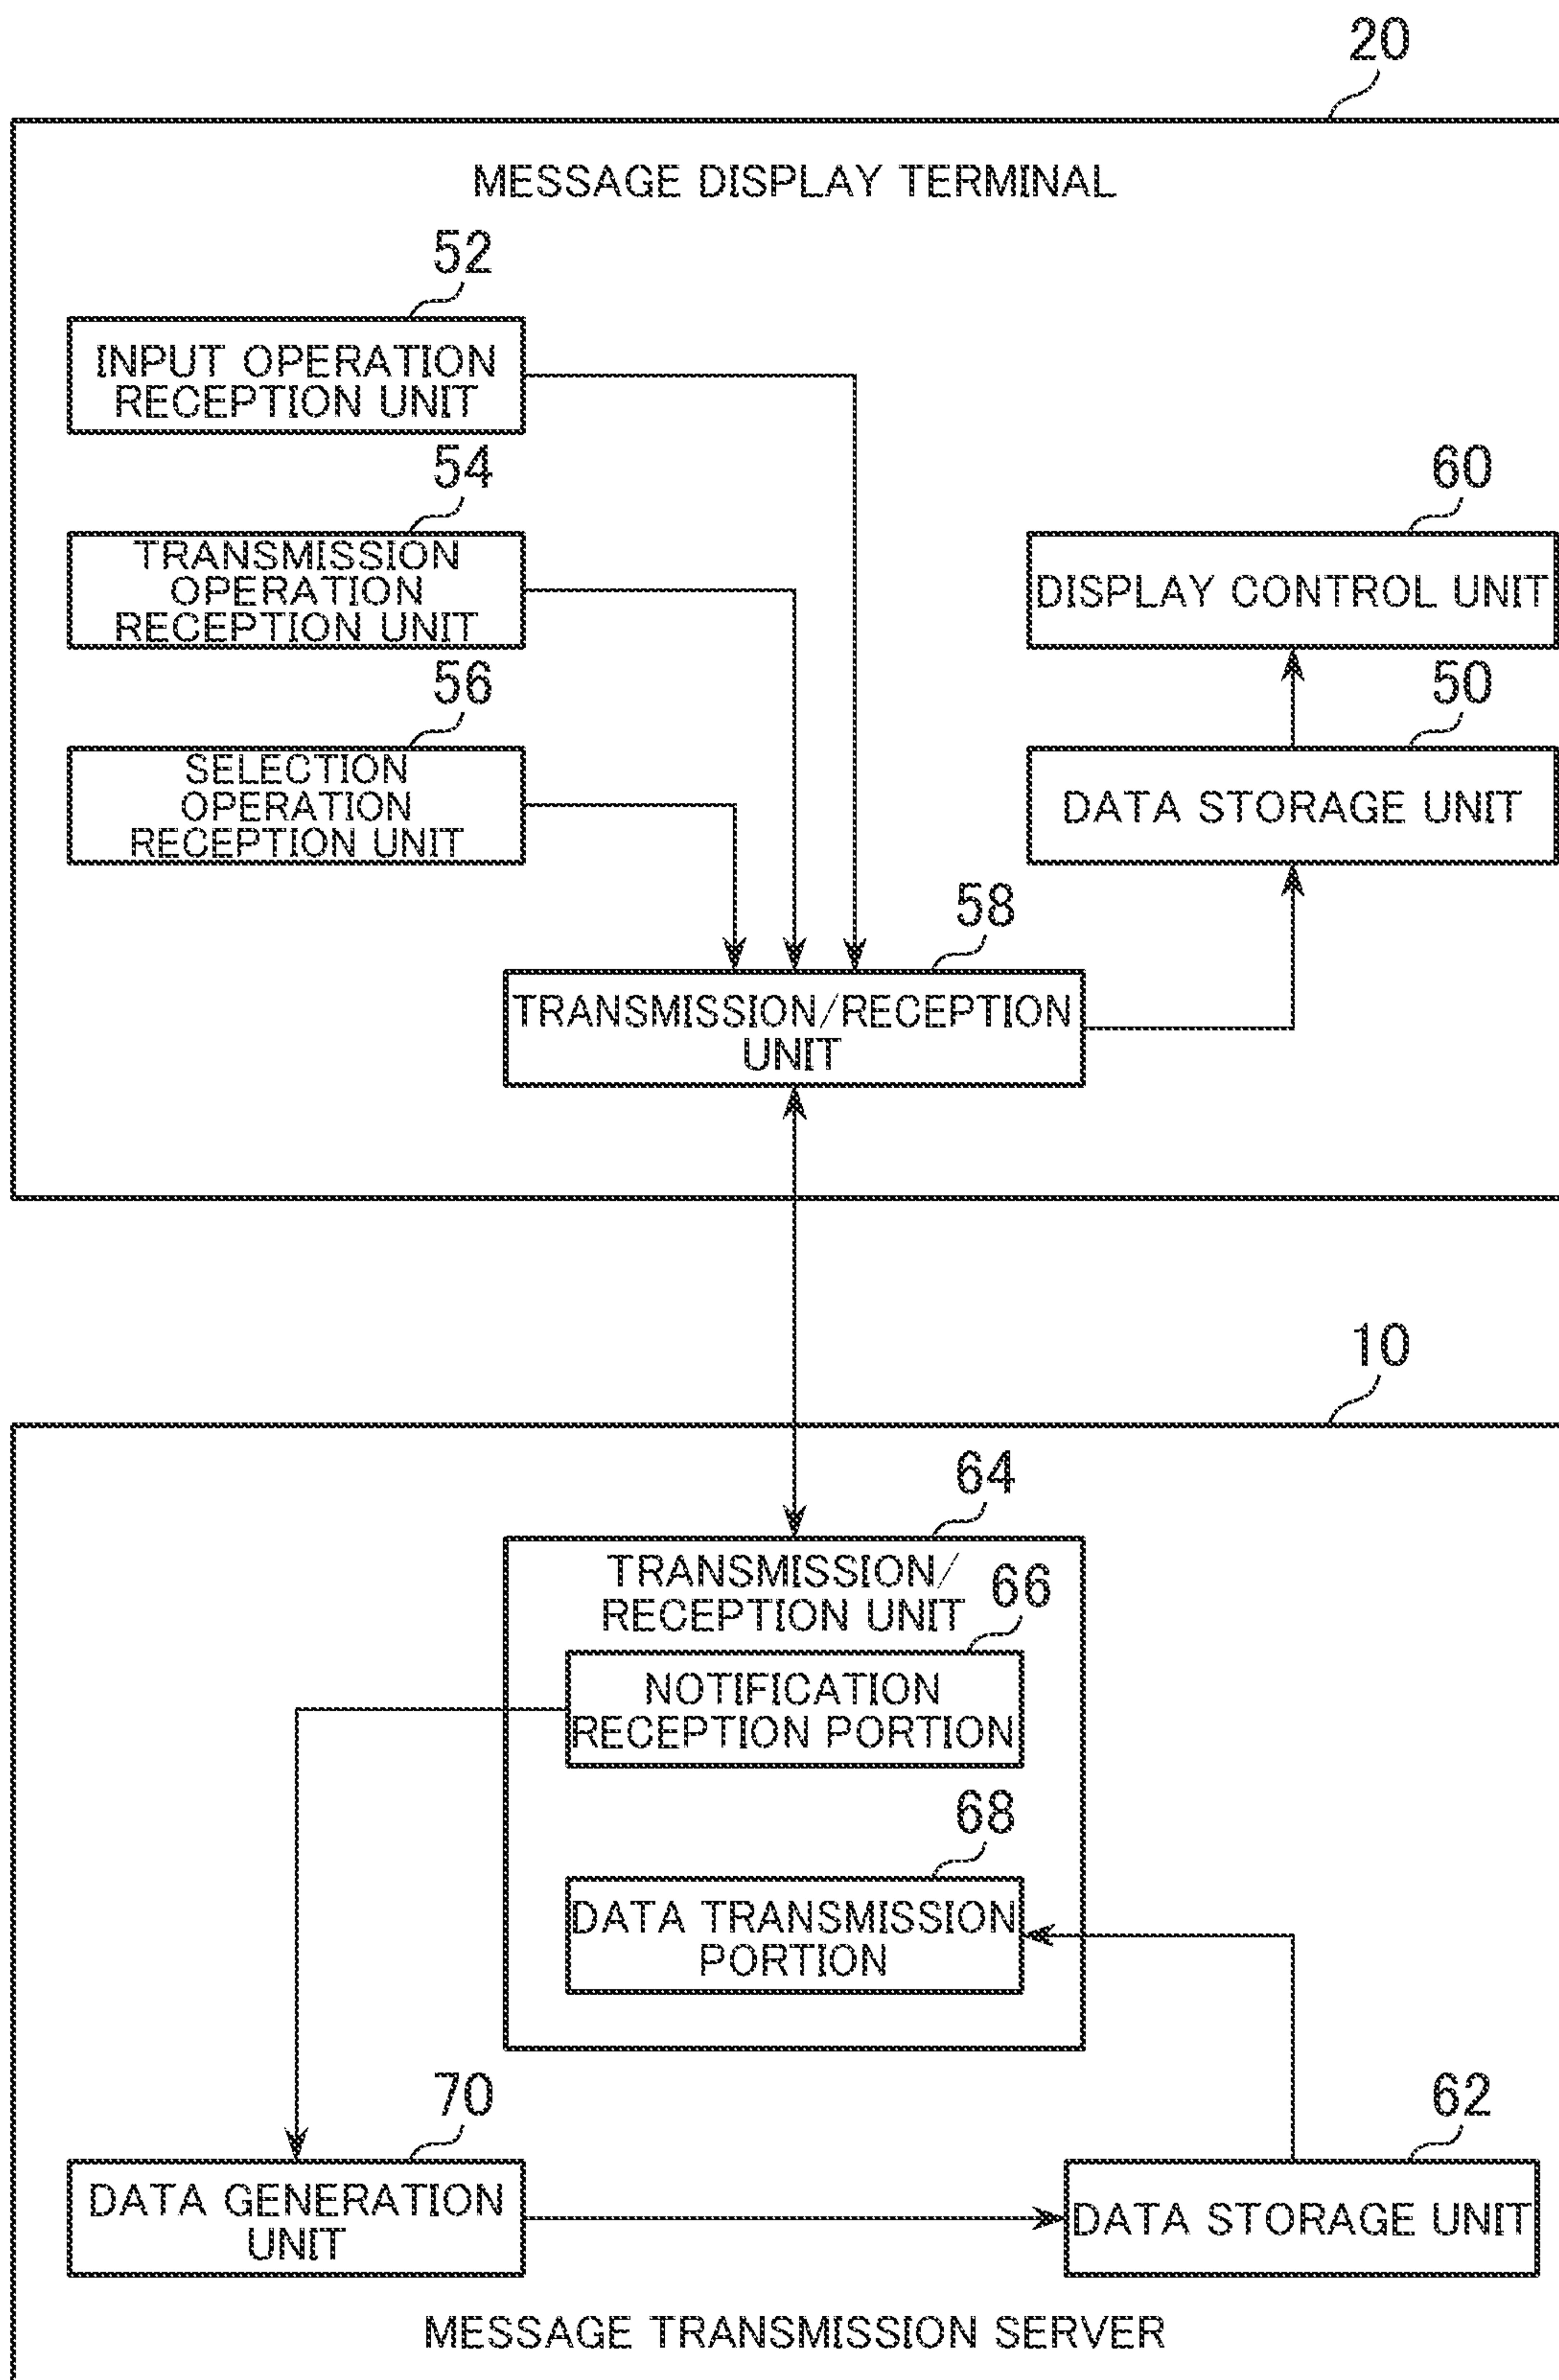 20
MESSAGE DISPLAY TERMINAL
52
INPUT OPERATION
RECEPTION UNIT
54
TRANSMISSION
OPERATION
RECEPTION UNIT
60
DISPLAY CONTROL UNIT
56
SELECTION
OPERATION
RECEPTION UNIT
50
DATA STORAGE UNIT
58
TRANSMISSION/RECEPTION
UNIT
10
64
TRANSMISSION/
RECEPTION UNIT
66
NOTIFICATION
RECEPTION PORTION
68
DATA TRANSMISSION
PORTION
70
DATA GENERATION
UNIT
62
DATA STORAGE UNIT
MESSAGE TRANSMISSION SERVER